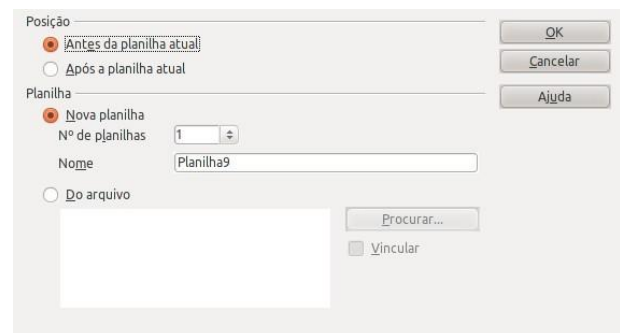 Posição
Antes da planilha atual
Após a planilha atual
OK
Cancelar
Ajuda
Planilha
Nova planilha
Nº de planilhas 1
Nome Planilha9
Do arquivo
Procurar...
Vincular